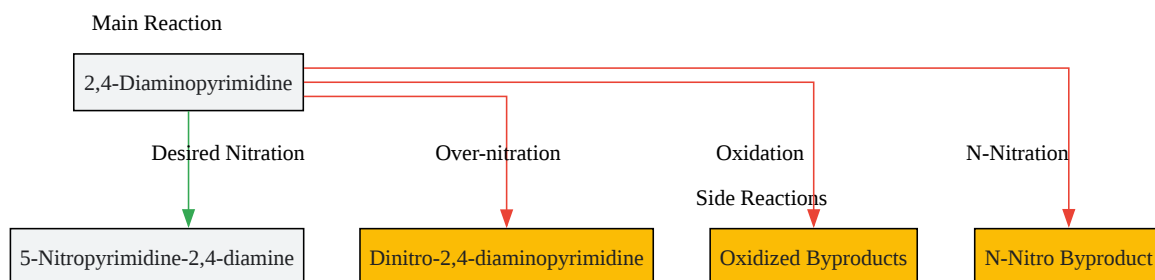 Main Reaction
2,4-Diaminopyrimidine
Desired Nitration
Over-nitration
Oxidation
N-Nitration
Side Reactions
5-Nitropyrimidine-2,4-diamine
Dinitro-2,4-diaminopyrimidine
Oxidized Byproducts
N-Nitro Byproduct